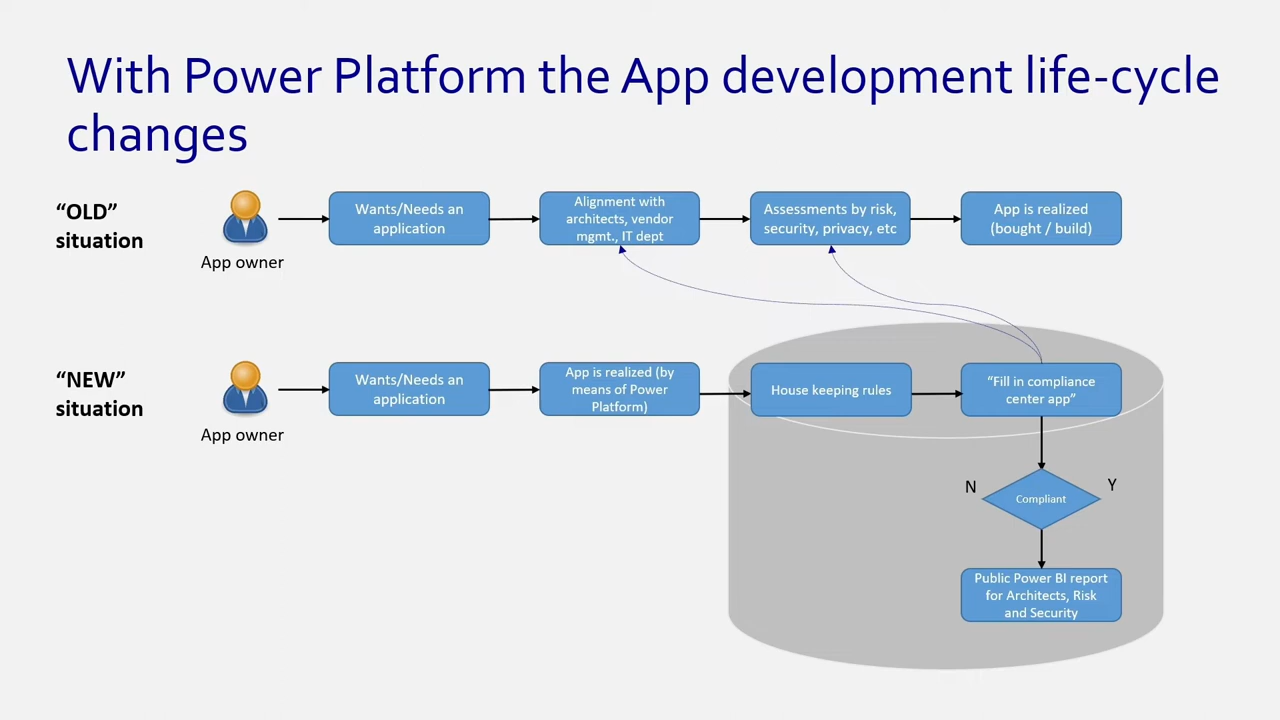 With Power Platform the App development life-cycle
changes
“OLD”
situation
App owner
Wants/Needs an
application
Alignment with
architects, vendor
mgmt., IT dept
Assessments by risk,
security, privacy, etc
App is realized
(bought / build)
“NEW”
situation
App owner
Wants/Needs an
application
App is realized (by
means of Power
Platform)
House keeping rules
“Fill in compliance
center app”
N
Compliant
Y
Public Power BI report
for Architects, Risk
and Security